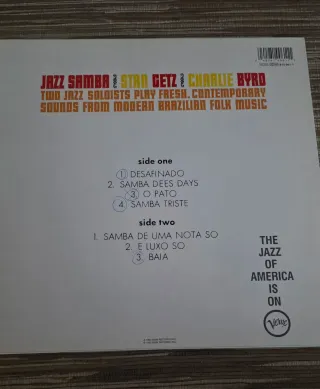 JAZZ SAMBA STAN GETZ CHARLIE BYRD
TWO JAZZ SOLOISTS PLAY FRESH, CONTEMPORARY
SOUNDS FROM MODERN BRAZILIAN FOLK MUSIC
side one
1. DESAFINADO
2. SAMBA DEES DAYS
3. O PATO
4. SAMBA TRISTE
side two
1. SAMBA DE UMA NOTA SO
2. E LUXO SO
3. BAIA
THE
JAZZ
OF
AMERICA
IS
ON
Verve